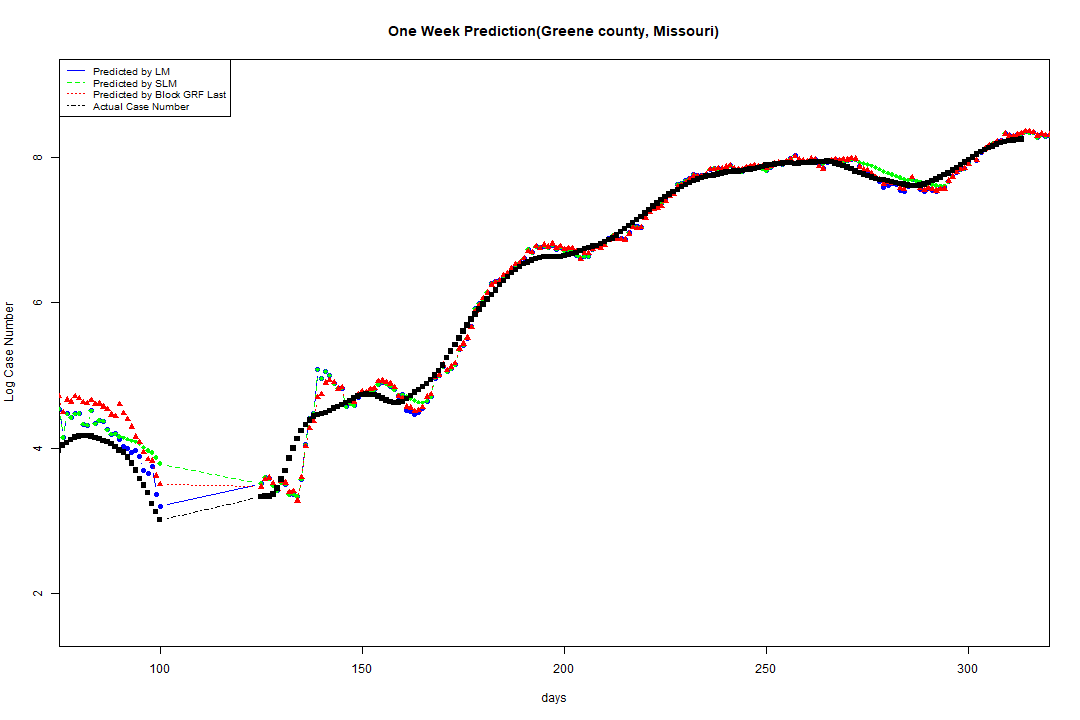 One Week Prediction(Greene county, Missouri)
Predicted by LM
Predicted by SLM
Predicted by Block GRF Last
Actual Case Number
8
6
4
2
Log Case Number
100 150 200 250 300
days